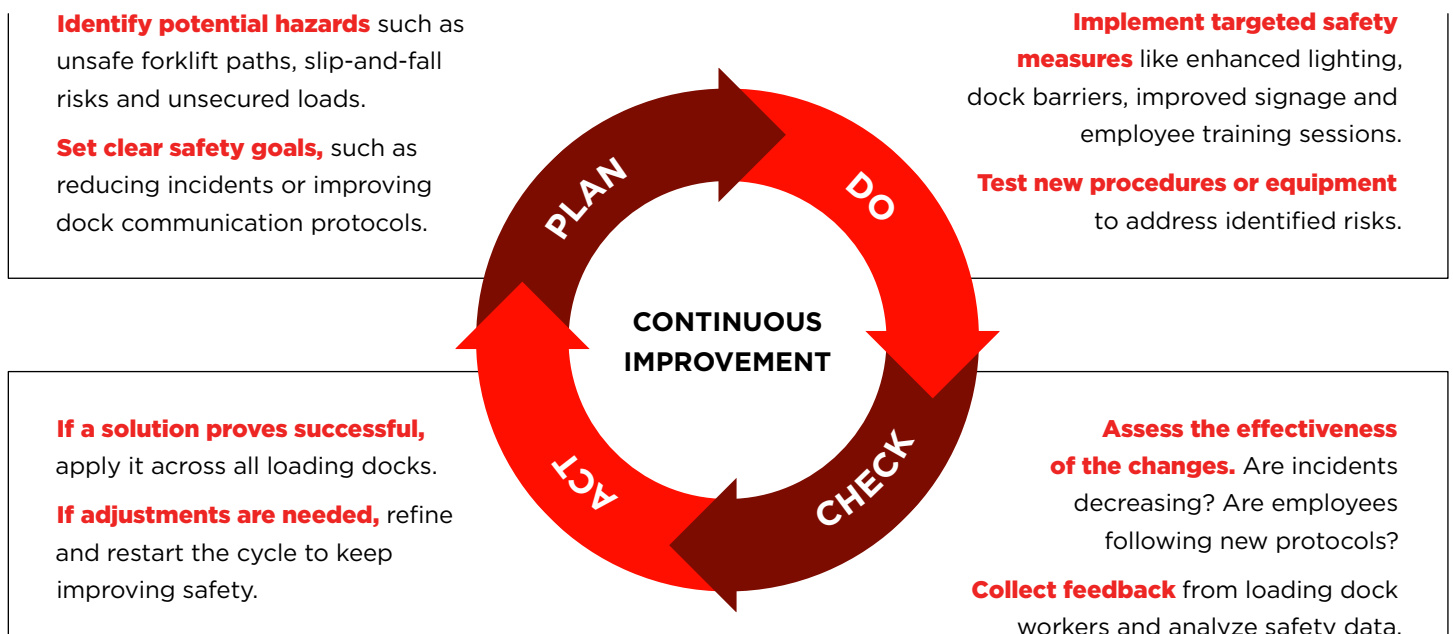 Identify potential hazards such as
unsafe forklift paths, slip-and-fall
risks and unsecured loads.
Set clear safety goals, such as
reducing incidents or improving
dock communication protocols.
Implement targeted safety
measures like enhanced lighting,
dock barriers, improved signage and
employee training sessions.
Test new procedures or equipment
to address identified risks.
PLAN
DO
CONTINUOUS
IMPROVEMENT
ACT
CHECK
If a solution proves successful,
apply it across all loading docks.
If adjustments are needed, refine
and restart the cycle to keep
improving safety.
Assess the effectiveness
of the changes. Are incidents
decreasing? Are employees
following new protocols?
Collect feedback from loading dock
workers and analyze safety data.